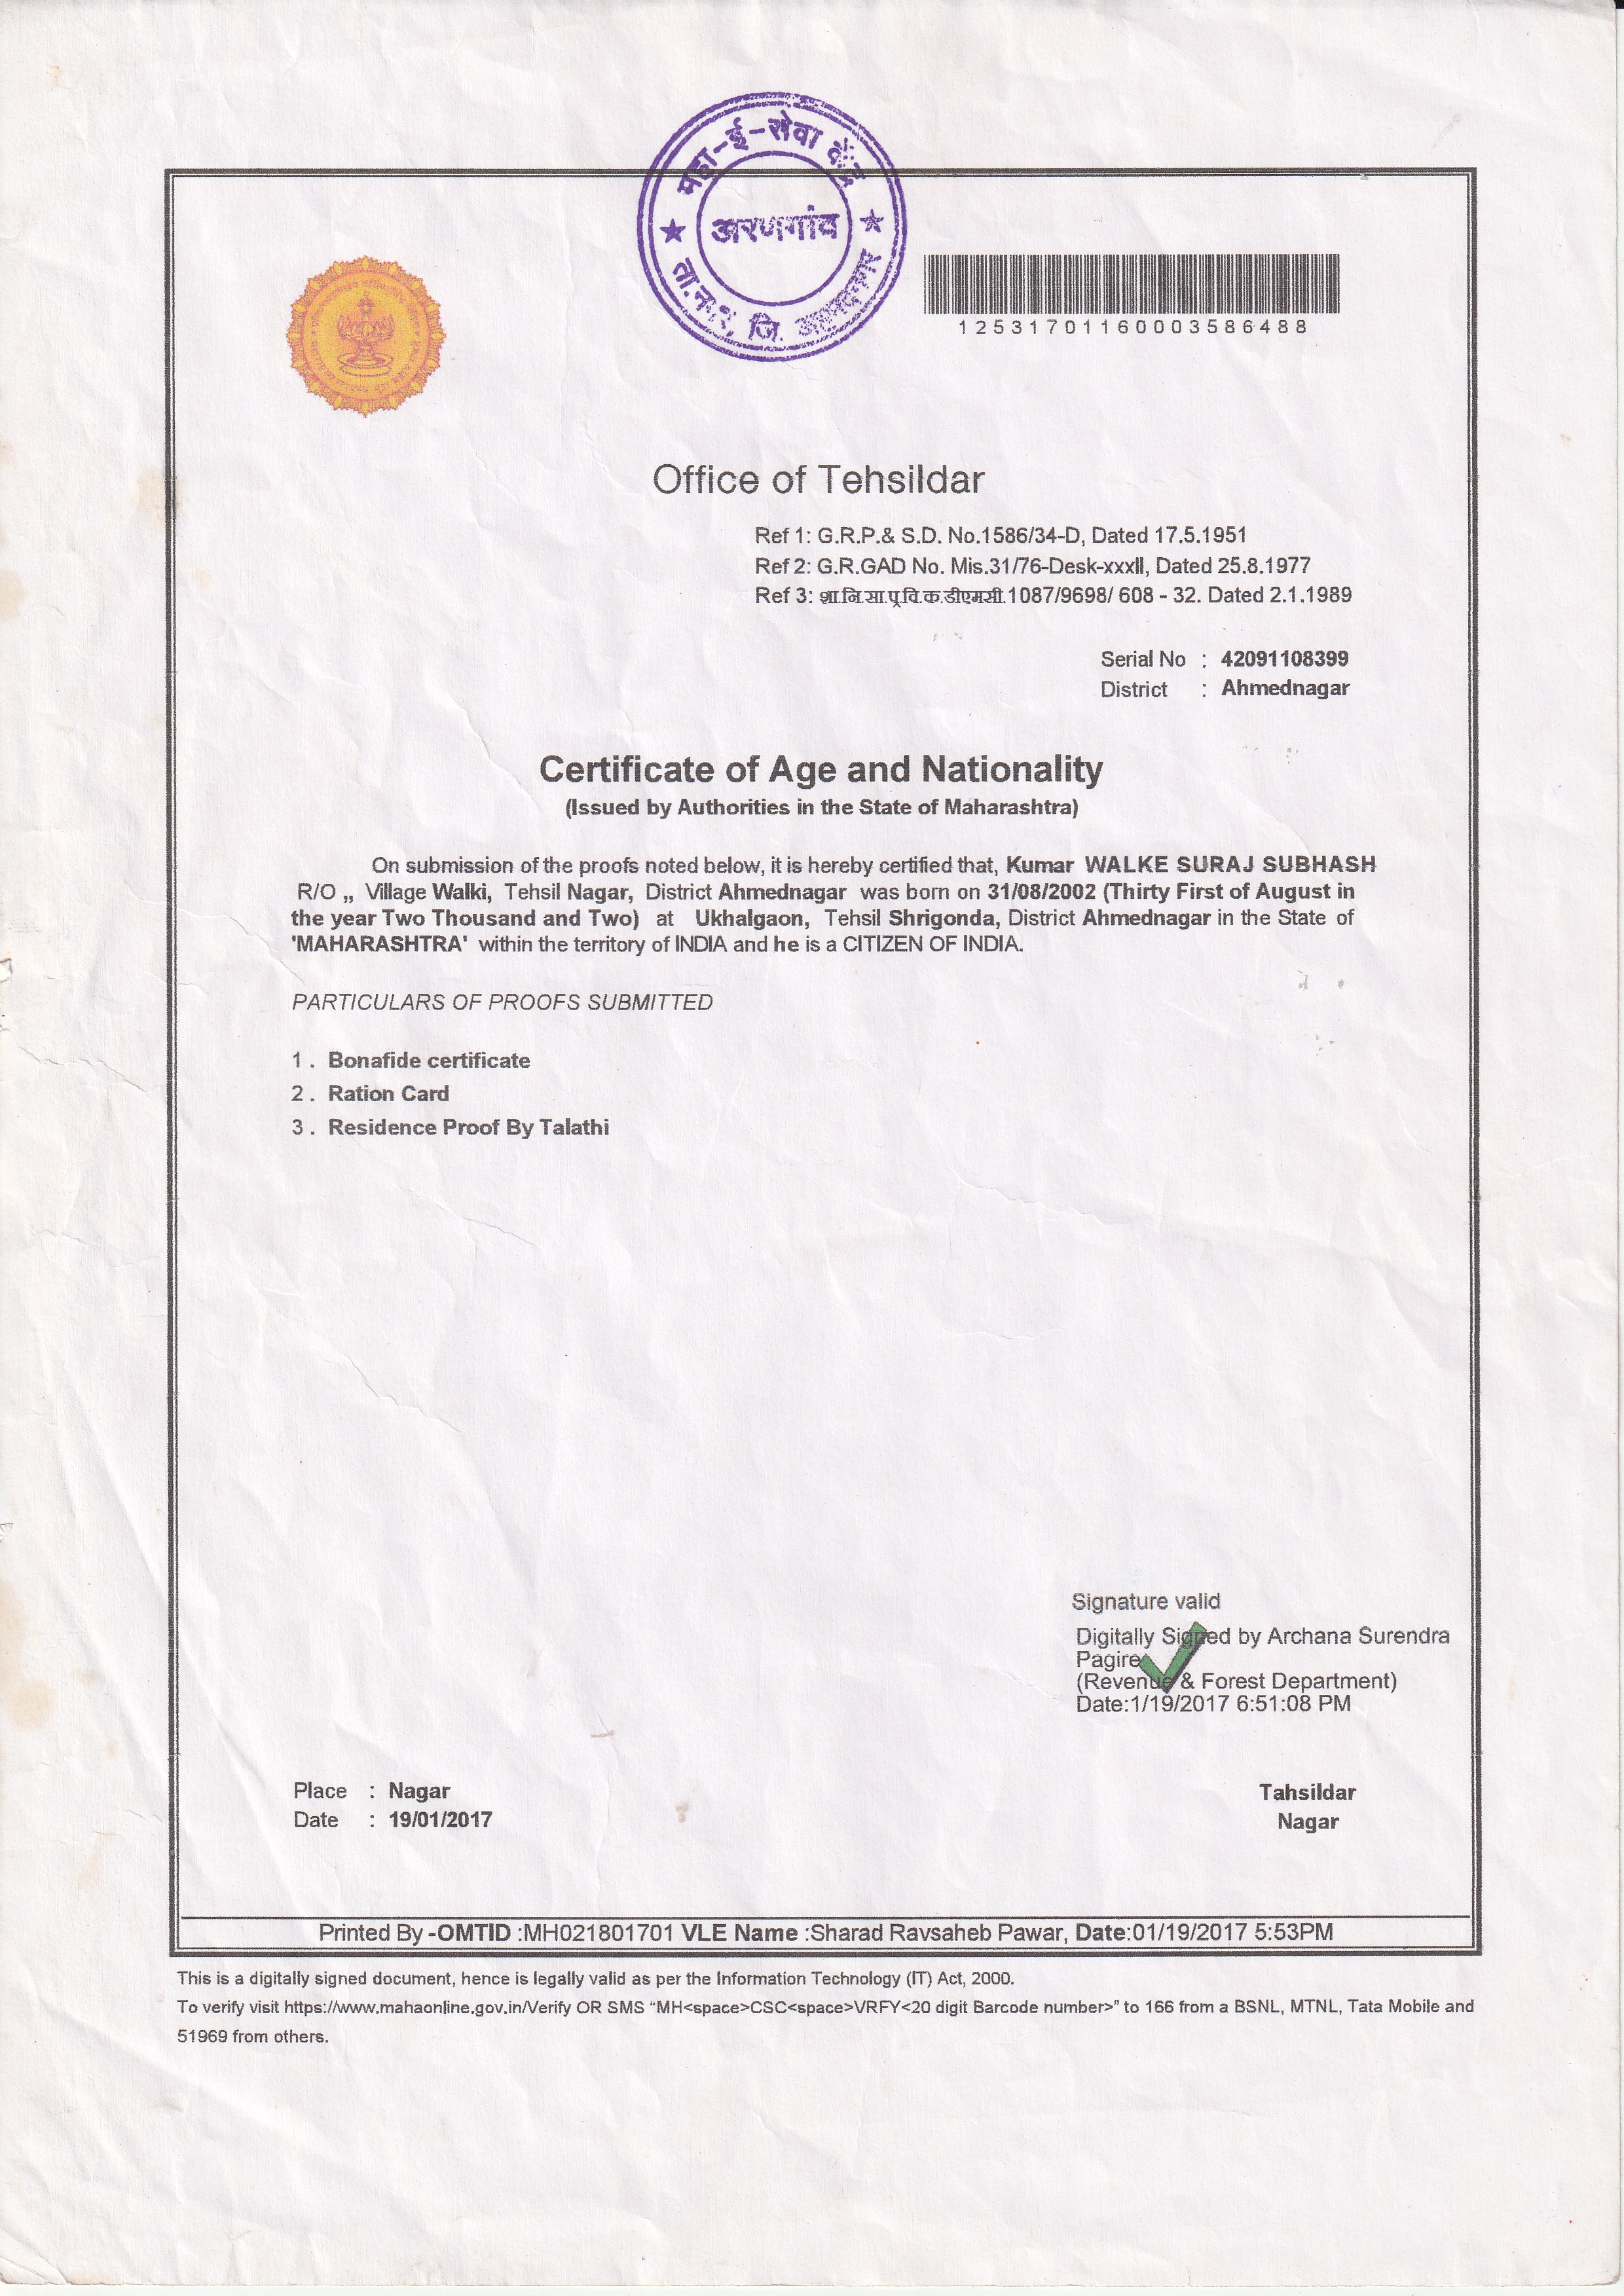 महा-ई-सेवा केंद्र
अरणगांव
ता.नगर, जि. अहमदनगर
12531701160003586488
Office of Tehsildar
Ref 1: G.R.P.& S.D. No.1586/34-D, Dated 17.5.1951
Ref 2: G.R.GAD No. Mis.31/76-Desk-xxxII, Dated 25.8.1977
Ref 3: शा.नि.सा.प्र.वि.क.डीएमसी.1087/9698/ 608 - 32. Dated 2.1.1989
Serial No : 42091108399
District : Ahmednagar
Certificate of Age and Nationality
(Issued by Authorities in the State of Maharashtra)
On submission of the proofs noted below, it is hereby certified that, Kumar WALKE SURAJ SUBHASH
R/O ,, Village Walki, Tehsil Nagar, District Ahmednagar was born on 31/08/2002 (Thirty First of August in
the year Two Thousand and Two) at Ukhalgaon, Tehsil Shrigonda, District Ahmednagar in the State of
'MAHARASHTRA' within the territory of INDIA and he is a CITIZEN OF INDIA.
PARTICULARS OF PROOFS SUBMITTED
1 . Bonafide certificate
2 . Ration Card
3 . Residence Proof By Talathi
Signature valid
Digitally Signed by Archana Surendra
Pagire
(Revenue & Forest Department)
Date:1/19/2017 6:51:08 PM
Place : Nagar
Date : 19/01/2017
Tahsildar
Nagar
Printed By -OMTID :MH021801701 VLE Name :Sharad Ravsaheb Pawar, Date:01/19/2017 5:53PM
This is a digitally signed document, hence is legally valid as per the Information Technology (IT) Act, 2000.
To verify visit https://www.mahaonline.gov.in/Verify OR SMS “MH<space>CSC<space>VRFY<20 digit Barcode number>” to 166 from a BSNL, MTNL, Tata Mobile and
51969 from others.